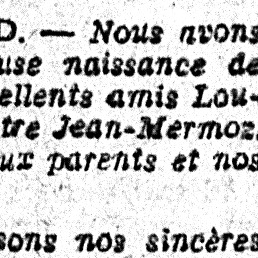 D. — Nous avons
use naissance de
ellents amis Lou-
tre Jean-Mermoz,
ux parents et nos
sons nos sincères